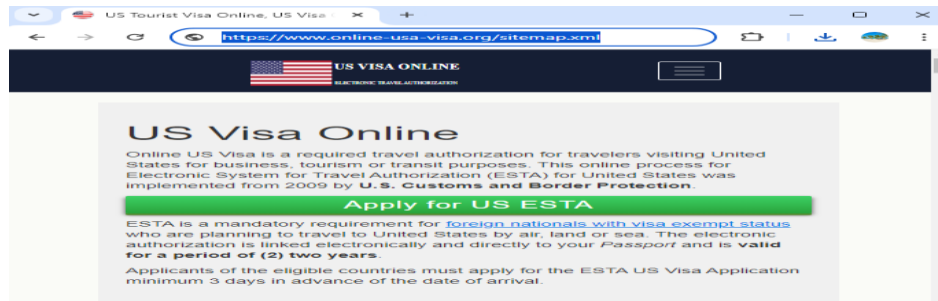 US Tourist Visa Online, US Visa
https://www.online-usa-visa.org/sitemap.xml
US VISA ONLINE
ELECTRONIC TRAVEL AUTHORIZATION
US Visa Online
Online US Visa is a required travel authorization for travelers visiting United
States for business, tourism or transit purposes. This online process for
Electronic System for Travel Authorization (ESTA) for United States was
implemented from 2009 by U.S. Customs and Border Protection.
Apply for US ESTA
ESTA is a mandatory requirement for foreign nationals with visa exempt status
who are planning to travel to United States by air, land or sea. The electronic
authorization is linked electronically and directly to your Passport and is valid
for a period of (2) two years.
Applicants of the eligible countries must apply for the ESTA US Visa Application
minimum 3 days in advance of the date of arrival.